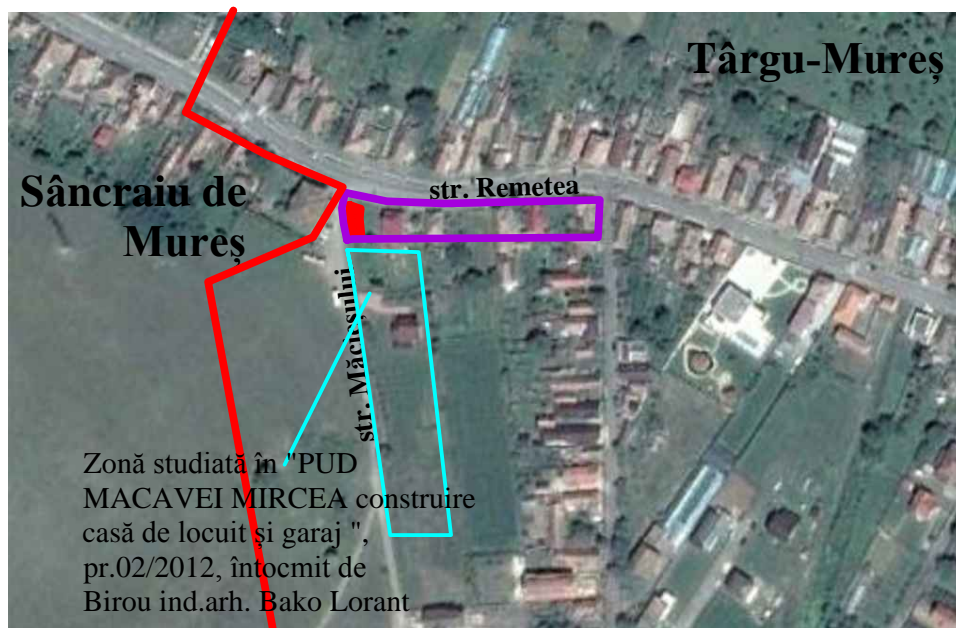 Târgu-Mureș
Sâncraiu de
Mureș
str. Remetea
str. Măcieșului
Zonă studiată în "PUD
MACAVEI MIRCEA construire
casă de locuit și garaj ",
pr.02/2012, întocmit de
Birou ind.arh. Bako Lorant